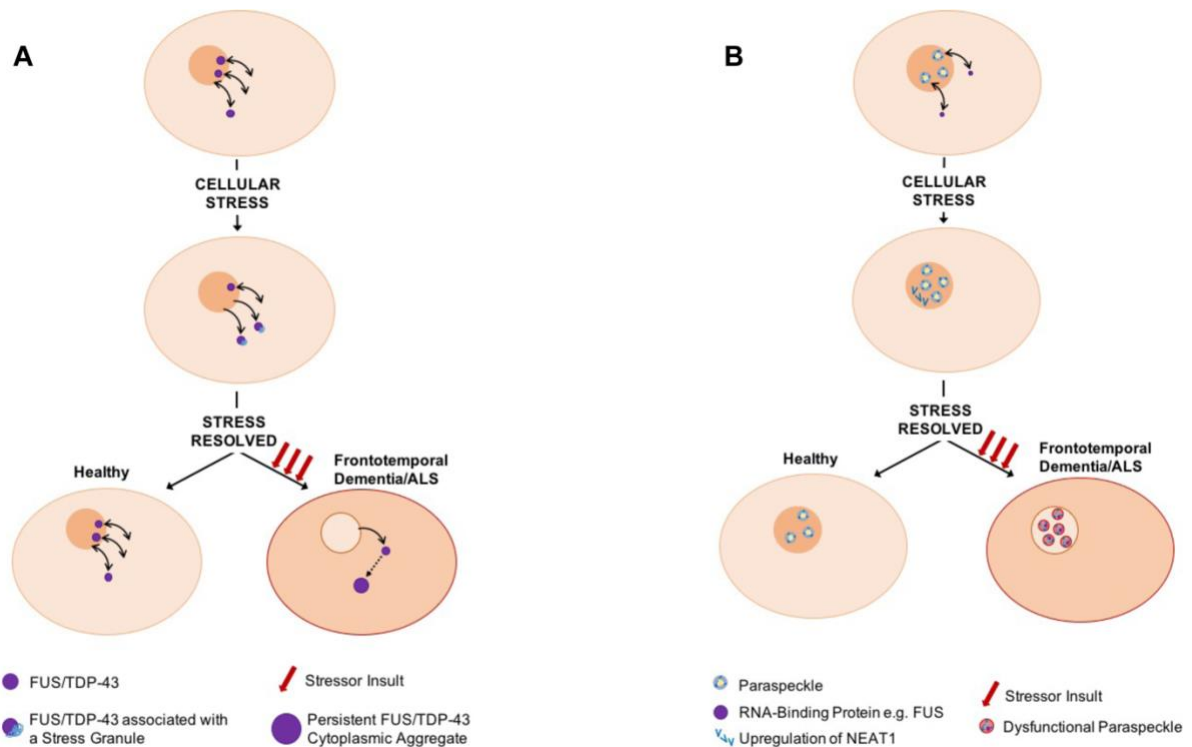 A
CELLULAR
STRESS
STRESS
RESOLVED
Healthy
Frontotemporal
Dementia/ALS
FUS/TDP-43
FUS/TDP-43 associated with
a Stress Granule
Stressor Insult
Persistent FUS/TDP-43
Cytoplasmic Aggregate
B
CELLULAR
STRESS
STRESS
RESOLVED
Healthy
Frontotemporal
Dementia/ALS
Paraspeckle
RNA-Binding Protein e.g. FUS
Upregulation of NEAT1
Stressor Insult
Dysfunctional Paraspeckle